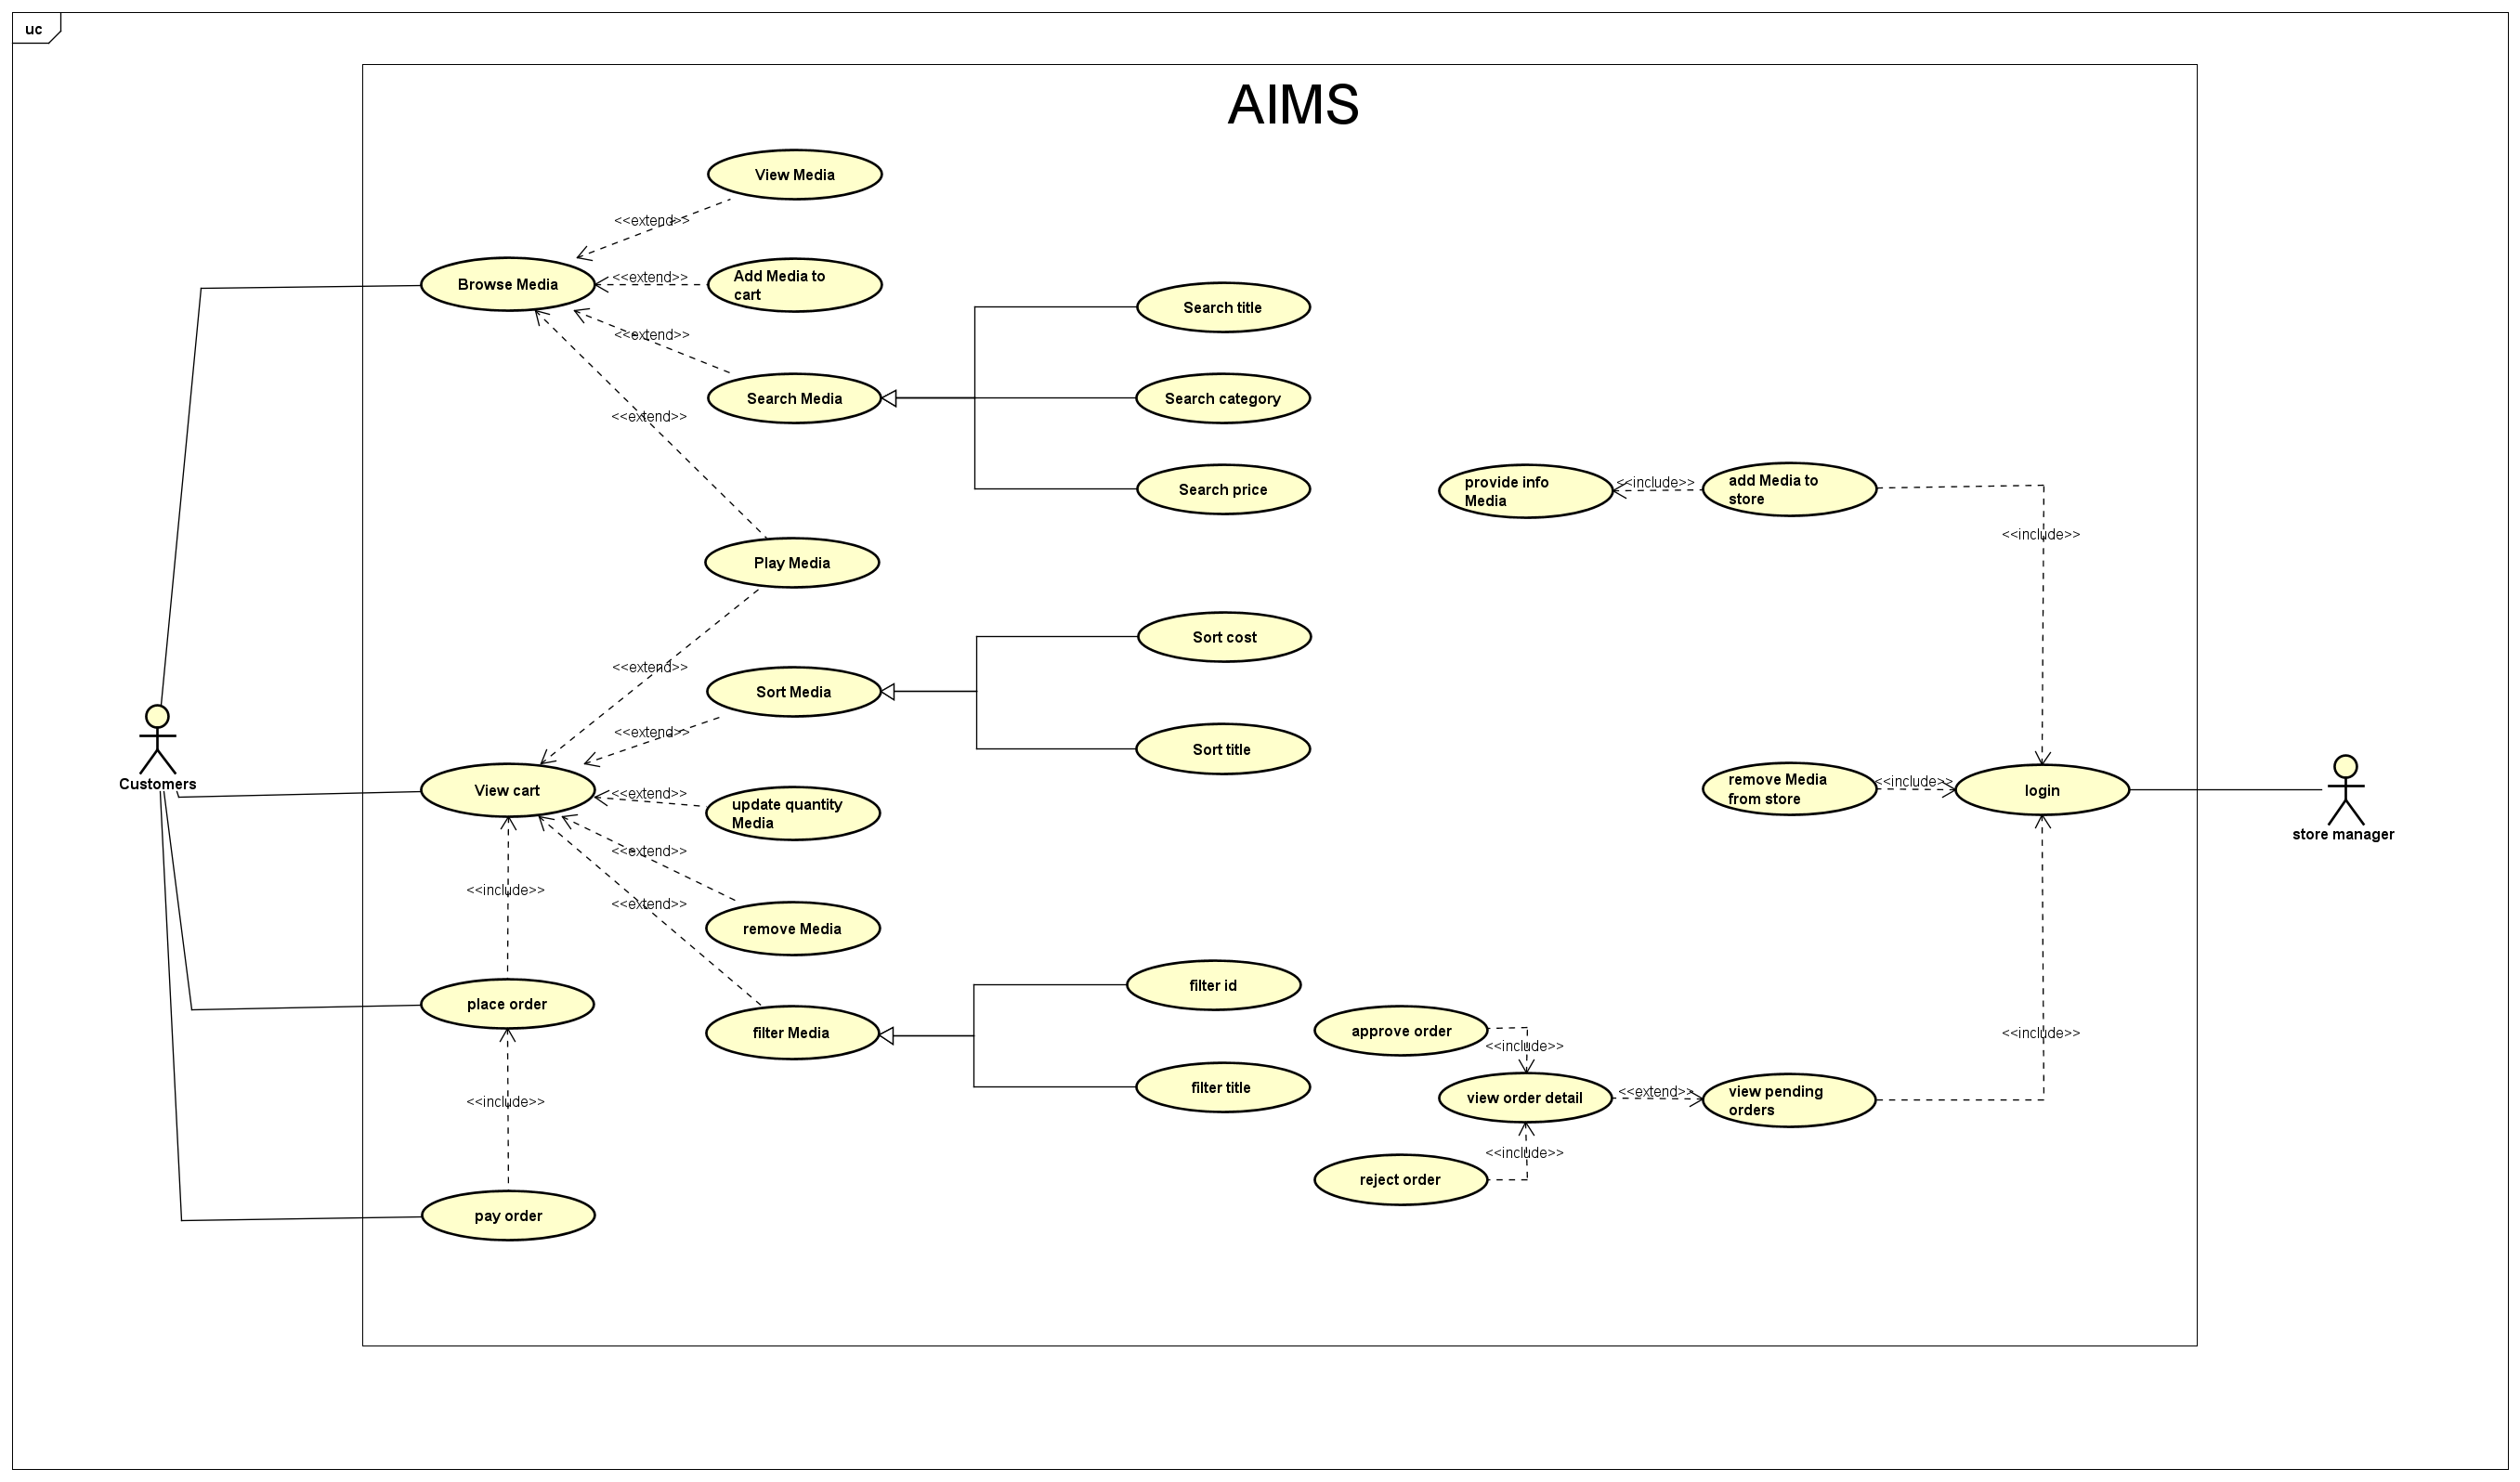 uc
AIMS
View Media
<<extend>>
Browse Media
<<extend>>
Add Media to
cart
Search title
<<extend>>
Search Media
Search category
<<extend>>
Search price
provide info
Media
<<include>>
add Media to
store
<<include>>
Play Media
Sort cost
<<extend>>
Sort Media
<<extend>>
Sort title
Customers
View cart
<<extend>>
update quantity
Media
remove Media
from store
<<include>>
login
store manager
<<extend>>
<<include>>
<<extend>>
remove Media
filter id
place order
filter Media
approve order
<<include>>
<<include>>
filter title
view order detail
<<extend>>
view pending
orders
<<include>>
<<include>>
reject order
pay order